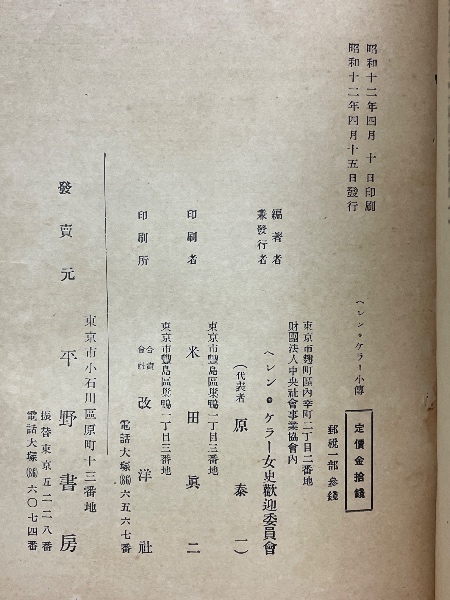 昭和十二年四月 十日印刷
昭和十二年四月十五日發行
ヘレン・ケラー小傳
定價金拾錢
郵稅一部參錢
東京市麴町區內幸町二丁目二番地
財團法人中央社會事業協會內
編著者
兼發行者
ヘレン・ケラー女史歡迎委員會
(代表者 原泰一)
東京市豐島區巢鴨一丁目三番地
印刷者 米田眞二
東京市豐島區巢鴨一丁目三番地
印刷所 合資會社 改洋社
電話大塚(86)六五六七番
東京市小石川區原町十三番地
發賣元 平野書房
振替東京五二二八番
電話大塚(86)六〇七四番